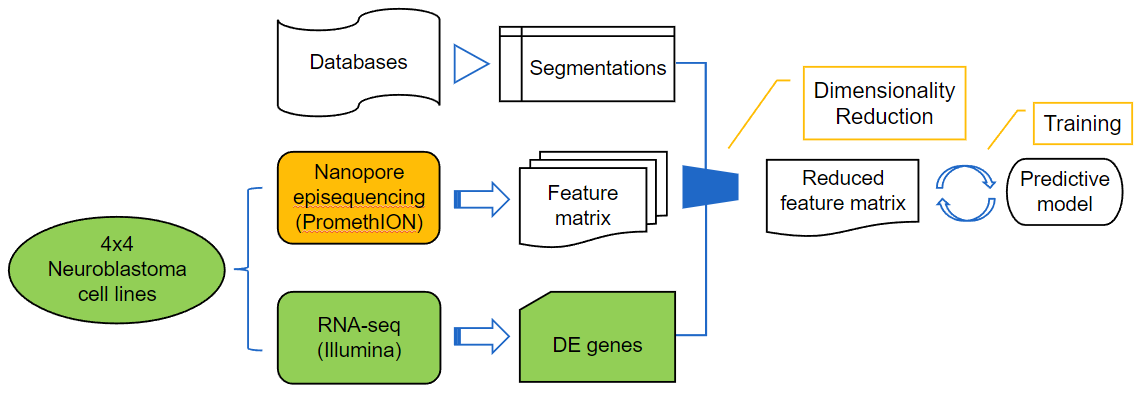 Databases
Segmentations
Dimensionality
Reduction
Training
Nanopore
episequencing
(PromethION)
Feature
matrix
Reduced
feature matrix
Predictive
model
4x4
Neuroblastoma
cell lines
RNA-seq
(Illumina)
DE genes